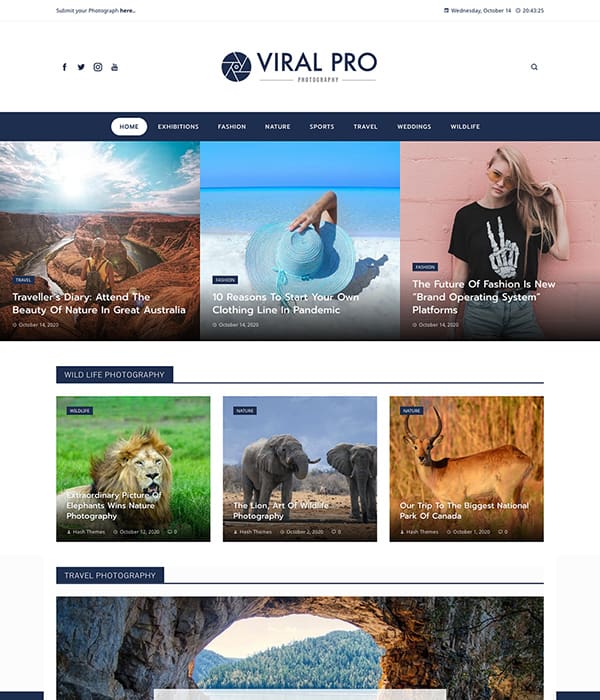 Submit your Photograph here..
Wednesday, October 14 20:43:25
VIRAL PRO
PHOTOGRAPHY
HOME EXHIBITIONS FASHION NATURE SPORTS TRAVEL WEDDINGS WILDLIFE
TRAVEL
Traveller's Diary: Attend The
Beauty Of Nature In Great Australia
October 14, 2020
FASHION
10 Reasons To Start Your Own
Clothing Line In Pandemic
October 14, 2020
FASHION
The Future Of Fashion Is New
"Brand Operating System"
Platforms
October 14, 2020
WILD LIFE PHOTOGRAPHY
WILDLIFE
Extraordinary Picture Of
Elephants Wins Nature
Photography
Hash Themes October 12, 2020 0
NATURE
The Lion, Art Of Wildlife
Photography
Hash Themes October 2, 2020 0
NATURE
Our Trip To The Biggest National
Park Of Canada
Hash Themes October 1, 2020 0
TRAVEL PHOTOGRAPHY